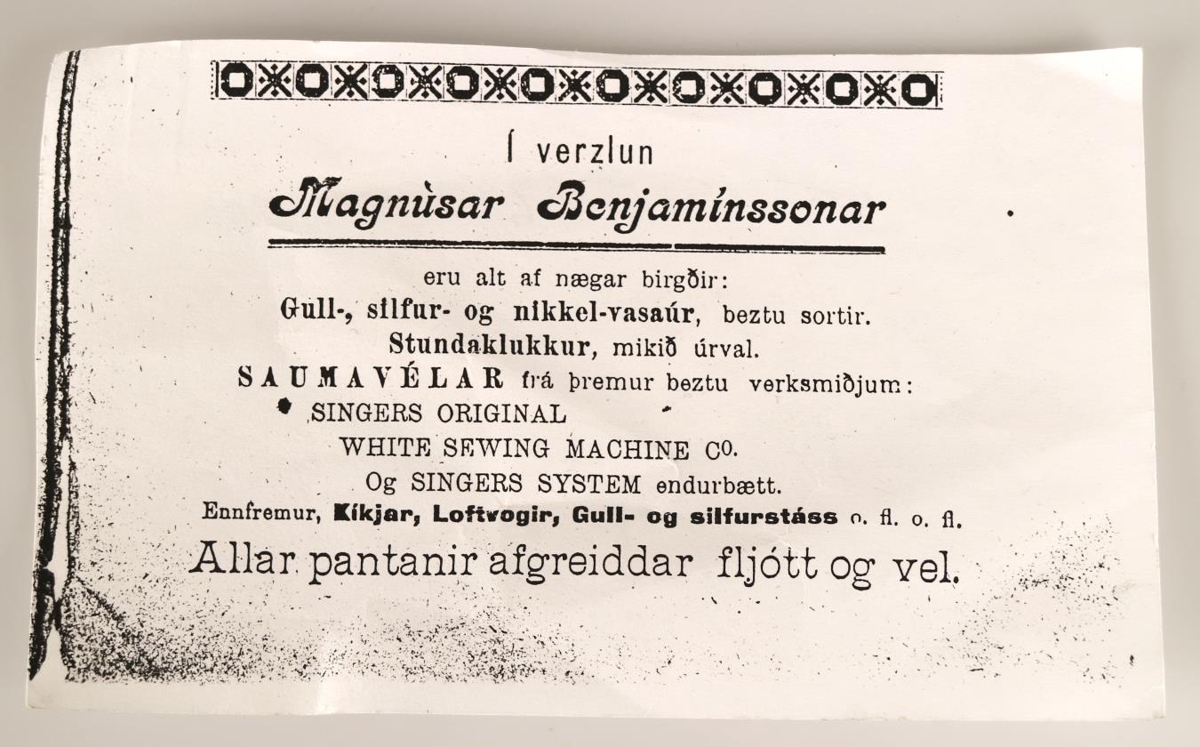 Í verzlun
Magnùsar Benjamínssonar
eru alt af nægar birgðir:
Gull-, silfur- og nikkel-vasaúr, beztu sortir.
Stundaklukkur, mikið úrval.
SAUMAVÉLAR frá þremur beztu verksmiðjum:
SINGERS ORIGINAL
WHITE SEWING MACHINE Co.
Og SINGERS SYSTEM endurbætt.
Ennfremur, Kíkjar, Loftvogir, Gull- og silfurstáss o. fl. o. fl.
Allar pantanir afgreiddar fljótt og vel.